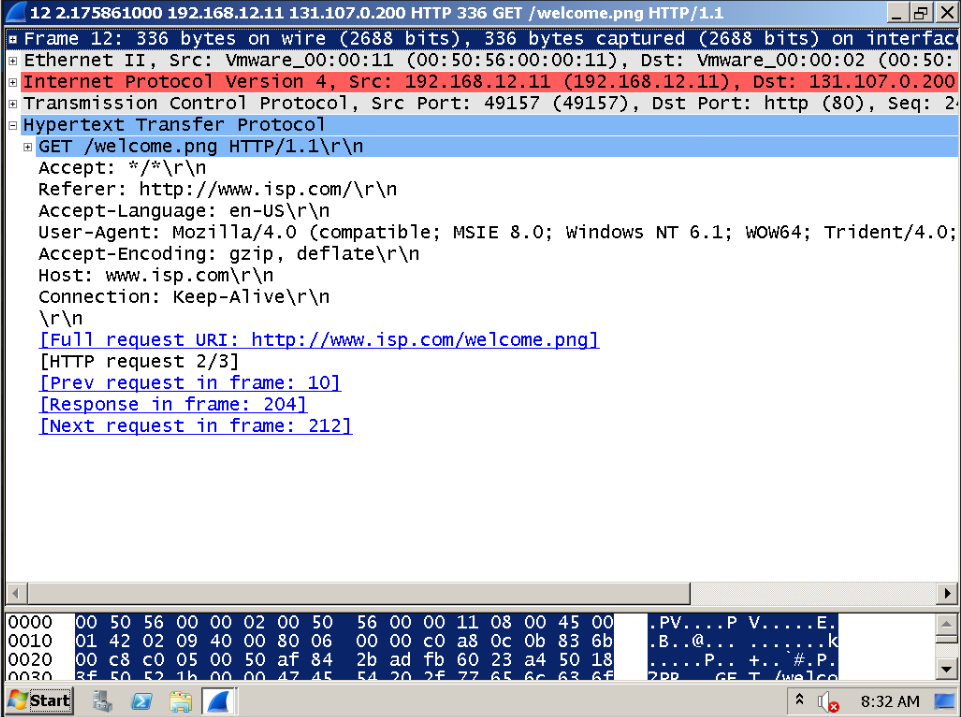 12 2.175861000 192.168.12.11 131.107.0.200 HTTP 336 GET /welcome.png HTTP/1.1
Frame 12: 336 bytes on wire (2688 bits), 336 bytes captured (2688 bits) on interfac
Ethernet II, Src: Vmware_00:00:11 (00:50:56:00:00:11), Dst: Vmware_00:00:02 (00:50:
Internet Protocol Version 4, Src: 192.168.12.11 (192.168.12.11), Dst: 131.107.0.200
Transmission Control Protocol, Src Port: 49157 (49157), Dst Port: http (80), Seq: 24
Hypertext Transfer Protocol
GET /welcome.png HTTP/1.1\r\n
Accept: */*\r\n
Referer: http://www.isp.com/\r\n
Accept-Language: en-US\r\n
User-Agent: Mozilla/4.0 (compatible; MSIE 8.0; Windows NT 6.1; WOW64; Trident/4.0;
Accept-Encoding: gzip, deflate\r\n
Host: www.isp.com\r\n
Connection: Keep-Alive\r\n
\r\n
[Full request URI: http://www.isp.com/welcome.png]
[HTTP request 2/3]
[Prev request in frame: 10]
[Response in frame: 204]
[Next request in frame: 212]
0000 00 50 56 00 00 02 00 50 56 00 00 11 08 00 45 00 .PV....P V.....E.
0010 01 42 02 09 40 00 80 06 00 00 c0 a8 0c 0b 83 6b .B..@... .......k
0020 00 c8 c0 05 00 50 af 84 2b ad fb 60 23 a4 50 18 .....P.. +..`#.P.
0030 3f 50 52 1b 00 00 47 45 54 20 2f 77 65 6c 63 6f ?PR...GE T /welco
Start 8:32 AM